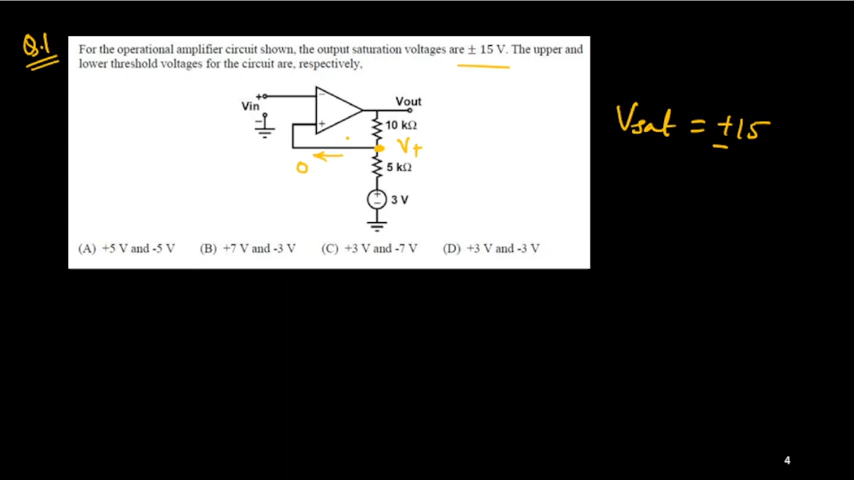 Q.1
For the operational amplifier circuit shown, the output saturation voltages are ± 15 V. The upper and
lower threshold voltages for the circuit are, respectively,
Vin
+
-
−
+
Vout
10 kΩ
V+
0
5 kΩ
+
−
3 V
(A) +5 V and -5 V (B) +7 V and -3 V (C) +3 V and -7 V (D) +3 V and -3 V
Vsat = ±15
4